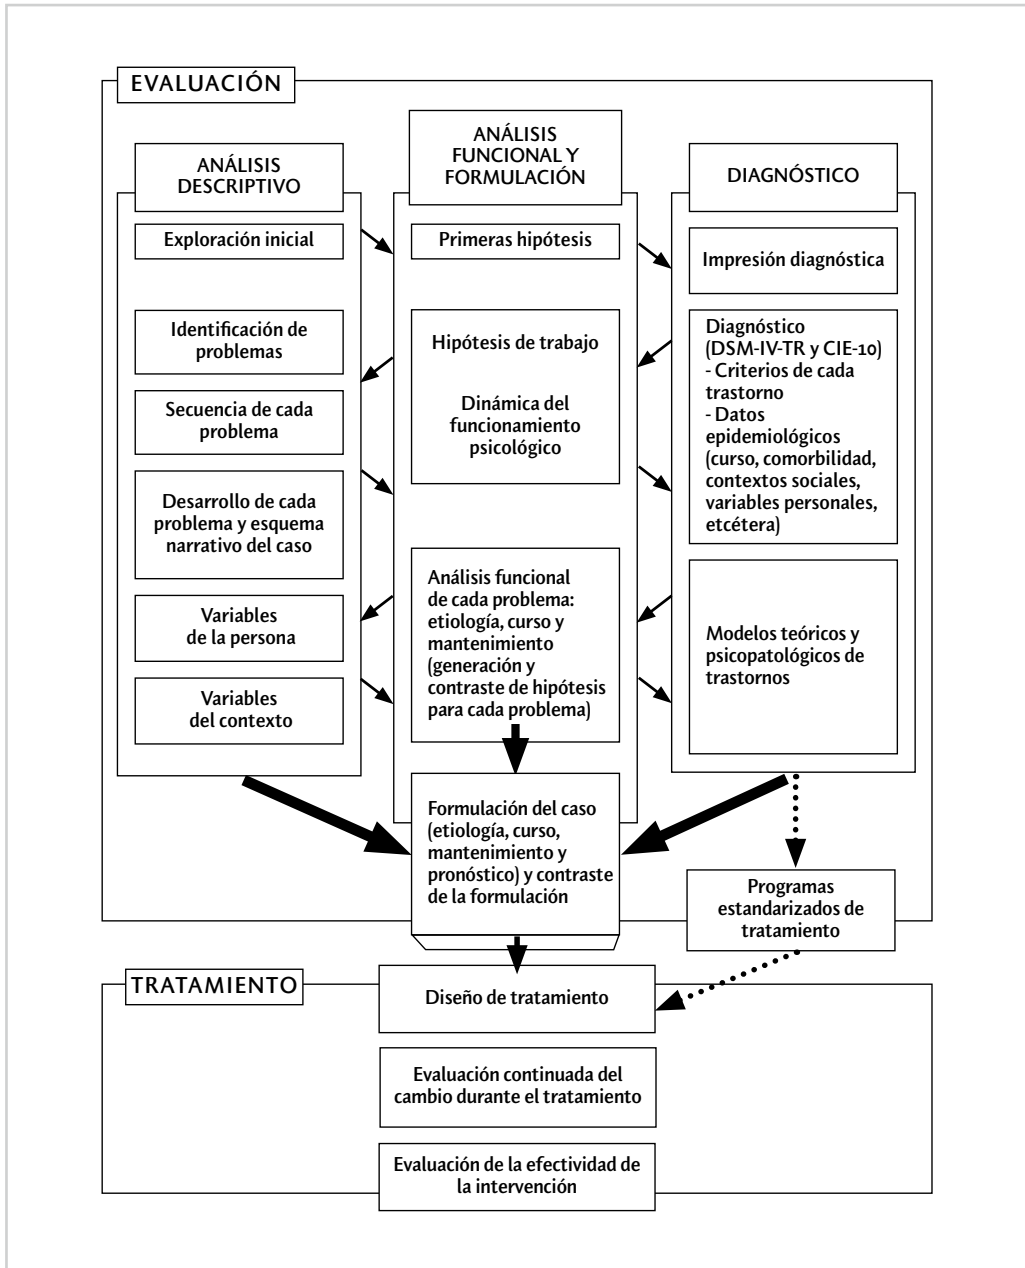 EVALUACIÓN
ANÁLISIS
DESCRIPTIVO
Exploración inicial
Identificación de
problemas
Secuencia de cada
problema
Desarrollo de cada
problema y esquema
narrativo del caso
Variables
de la persona
Variables
del contexto
ANÁLISIS
FUNCIONAL Y
FORMULACIÓN
Primeras hipótesis
Hipótesis de trabajo
Dinámica del
funcionamiento
psicológico
Análisis funcional
de cada problema:
etiología, curso y
mantenimiento
(generación y
contraste de hipótesis
para cada problema)
Formulación del caso
(etiología, curso,
mantenimiento y
pronóstico) y contraste
de la formulación
DIAGNÓSTICO
Impresión diagnóstica
Diagnóstico
(DSM-IV-TR y CIE-10)
- Criterios de cada
trastorno
- Datos
epidemiológicos
(curso, comorbilidad,
contextos sociales,
variables personales,
etcétera)
Modelos teóricos y
psicopatológicos de
trastornos
Programas
estandarizados de
tratamiento
TRATAMIENTO
Diseño de tratamiento
Evaluación continuada del
cambio durante el tratamiento
Evaluación de la efectividad de
la intervención